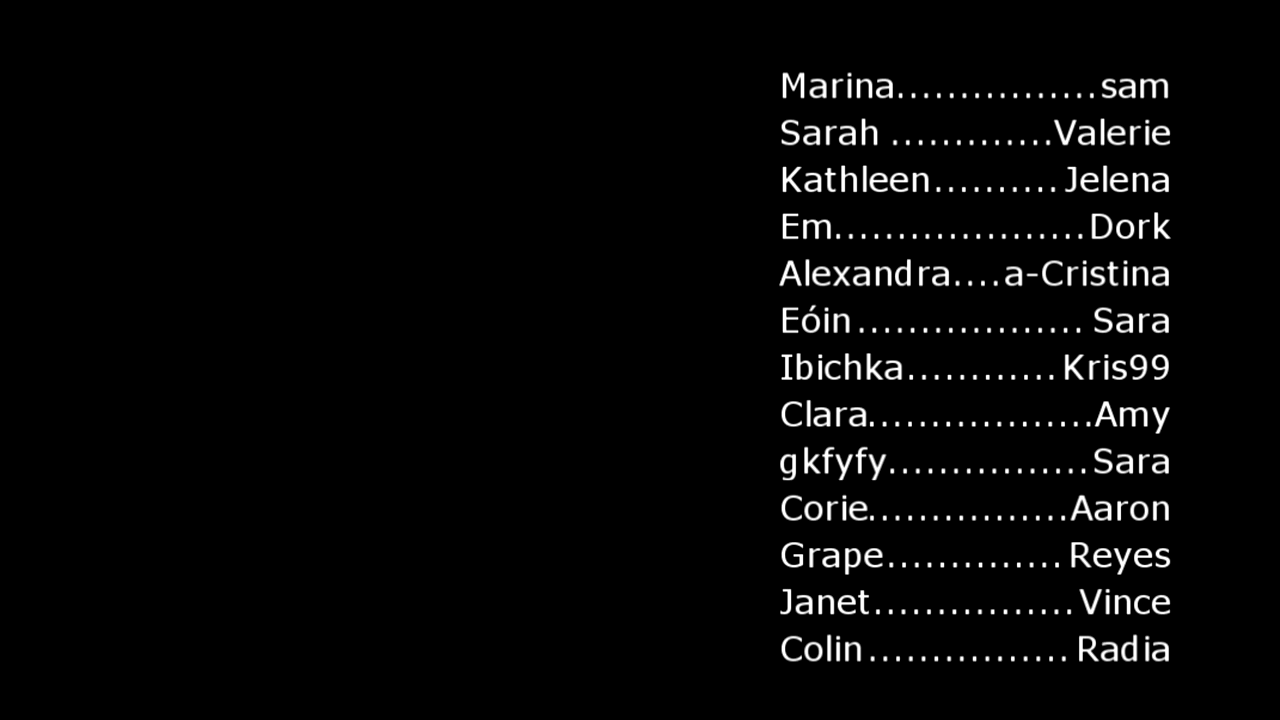 Marina................sam
Sarah .............Valerie
Kathleen.......... Jelena
Em....................Dork
Alexandra....a-Cristina
Eóin.................. Sara
Ibichka............Kris99
Clara..................Amy
gkfyfy................Sara
Corie................Aaron
Grape.............. Reyes
Janet................Vince
Colin................ Radia